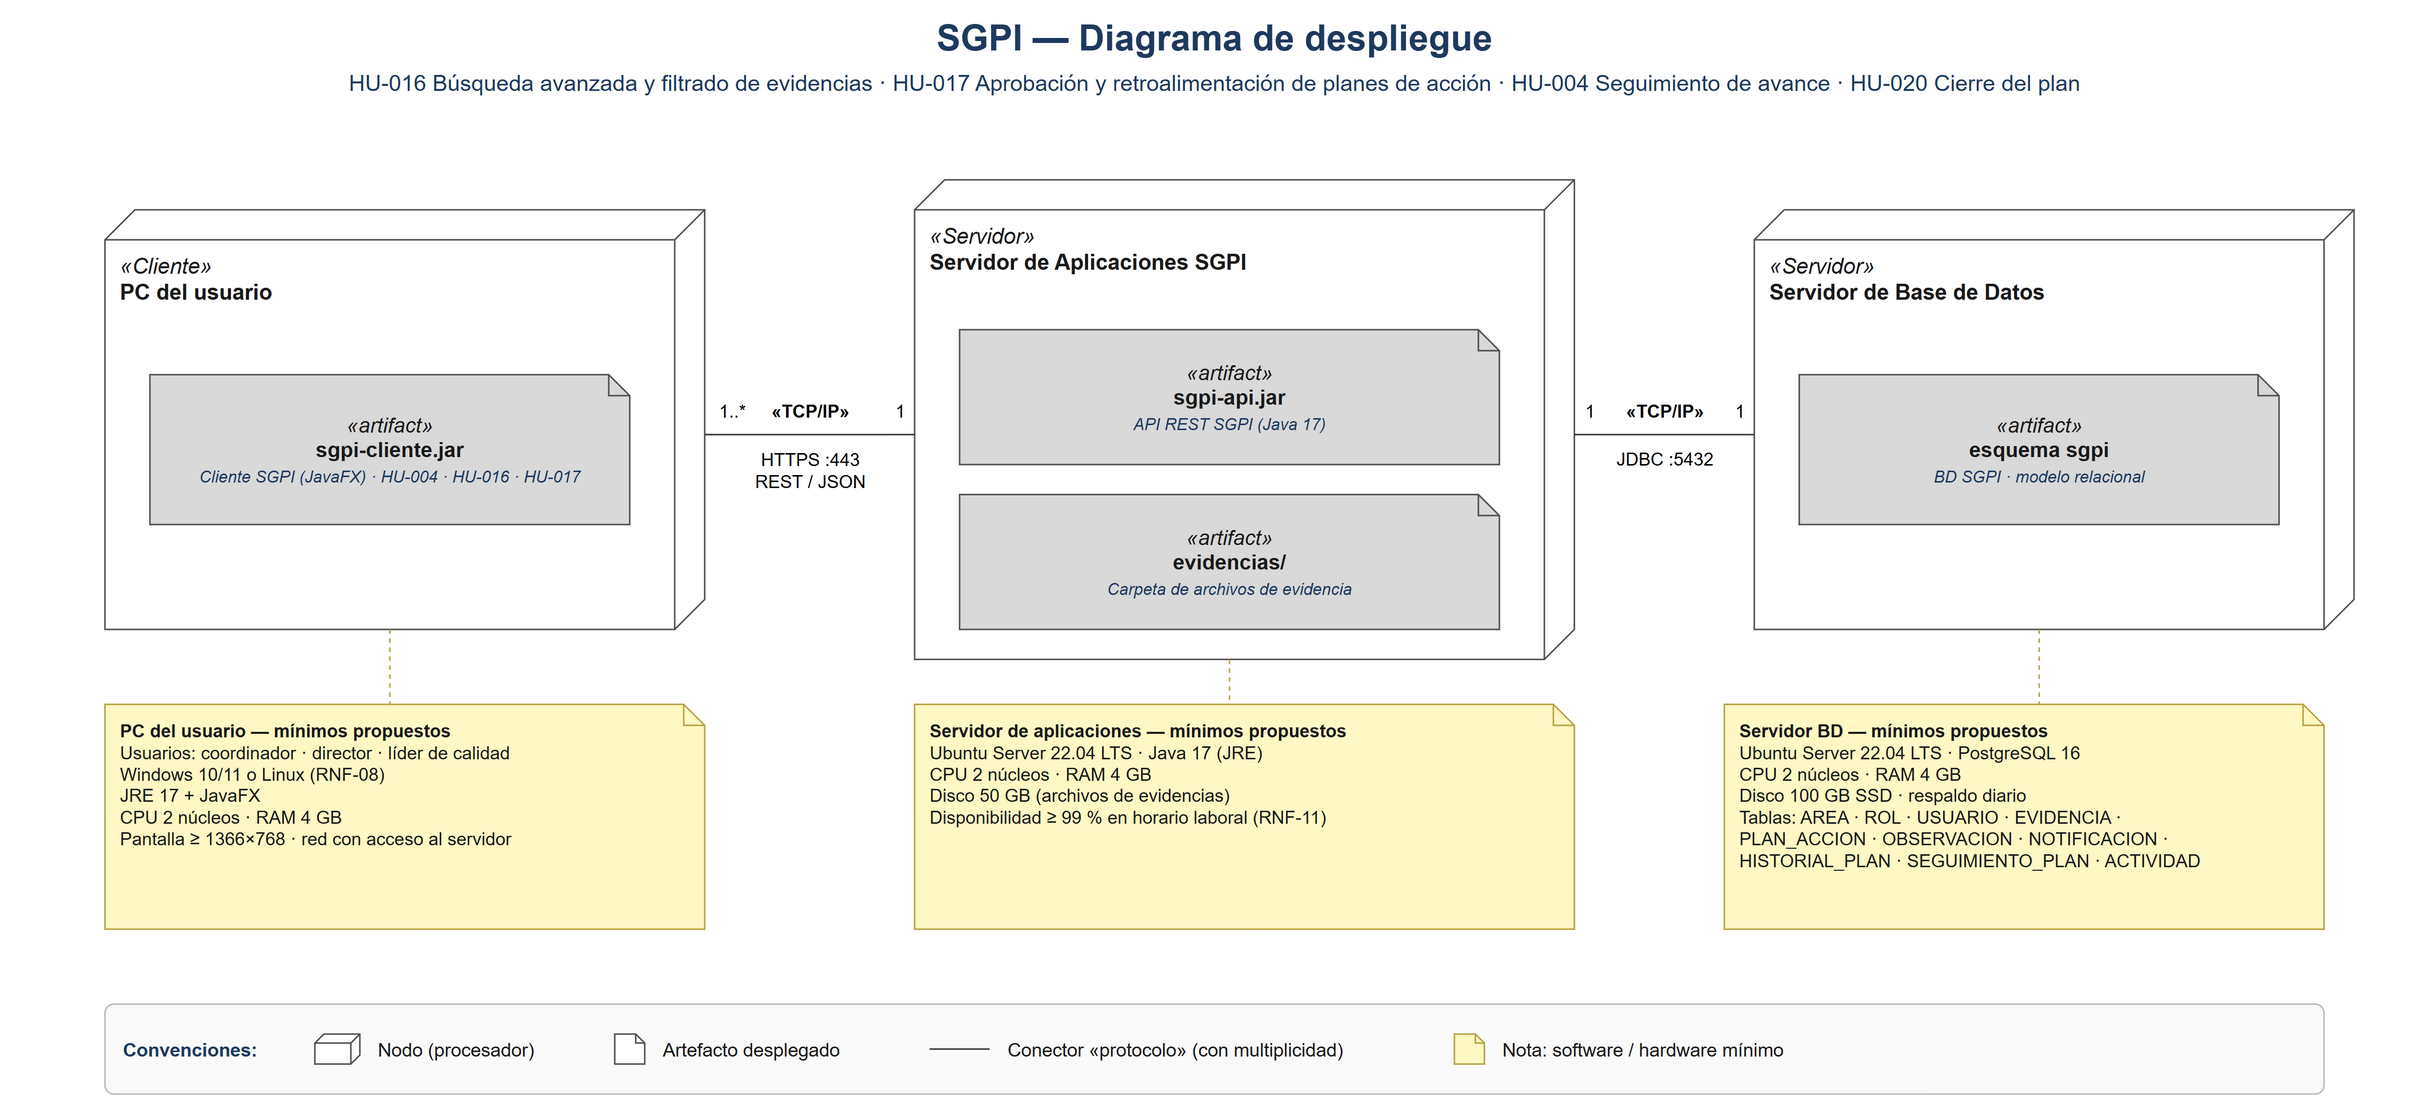 SGPI — Diagrama de despliegue
HU-016 Búsqueda avanzada y filtrado de evidencias · HU-017 Aprobación y retroalimentación de planes de acción · HU-004 Seguimiento de avance · HU-020 Cierre del plan
«Cliente»
PC del usuario
«artifact»
sgpi-cliente.jar
Cliente SGPI (JavaFX) · HU-004 · HU-016 · HU-017
1..* «TCP/IP» 1
HTTPS :443
REST / JSON
«Servidor»
Servidor de Aplicaciones SGPI
«artifact»
sgpi-api.jar
API REST SGPI (Java 17)
«artifact»
evidencias/
Carpeta de archivos de evidencia
1 «TCP/IP» 1
JDBC :5432
«Servidor»
Servidor de Base de Datos
«artifact»
esquema sgpi
BD SGPI · modelo relacional
PC del usuario — mínimos propuestos
Usuarios: coordinador · director · líder de calidad
Windows 10/11 o Linux (RNF-08)
JRE 17 + JavaFX
CPU 2 núcleos · RAM 4 GB
Pantalla ≥ 1366×768 · red con acceso al servidor
Servidor de aplicaciones — mínimos propuestos
Ubuntu Server 22.04 LTS · Java 17 (JRE)
CPU 2 núcleos · RAM 4 GB
Disco 50 GB (archivos de evidencias)
Disponibilidad ≥ 99 % en horario laboral (RNF-11)
Servidor BD — mínimos propuestos
Ubuntu Server 22.04 LTS · PostgreSQL 16
CPU 2 núcleos · RAM 4 GB
Disco 100 GB SSD · respaldo diario
Tablas: AREA · ROL · USUARIO · EVIDENCIA ·
PLAN_ACCION · OBSERVACION · NOTIFICACION ·
HISTORIAL_PLAN · SEGUIMIENTO_PLAN · ACTIVIDAD
Convenciones:
Nodo (procesador)
Artefacto desplegado
Conector «protocolo» (con multiplicidad)
Nota: software / hardware mínimo